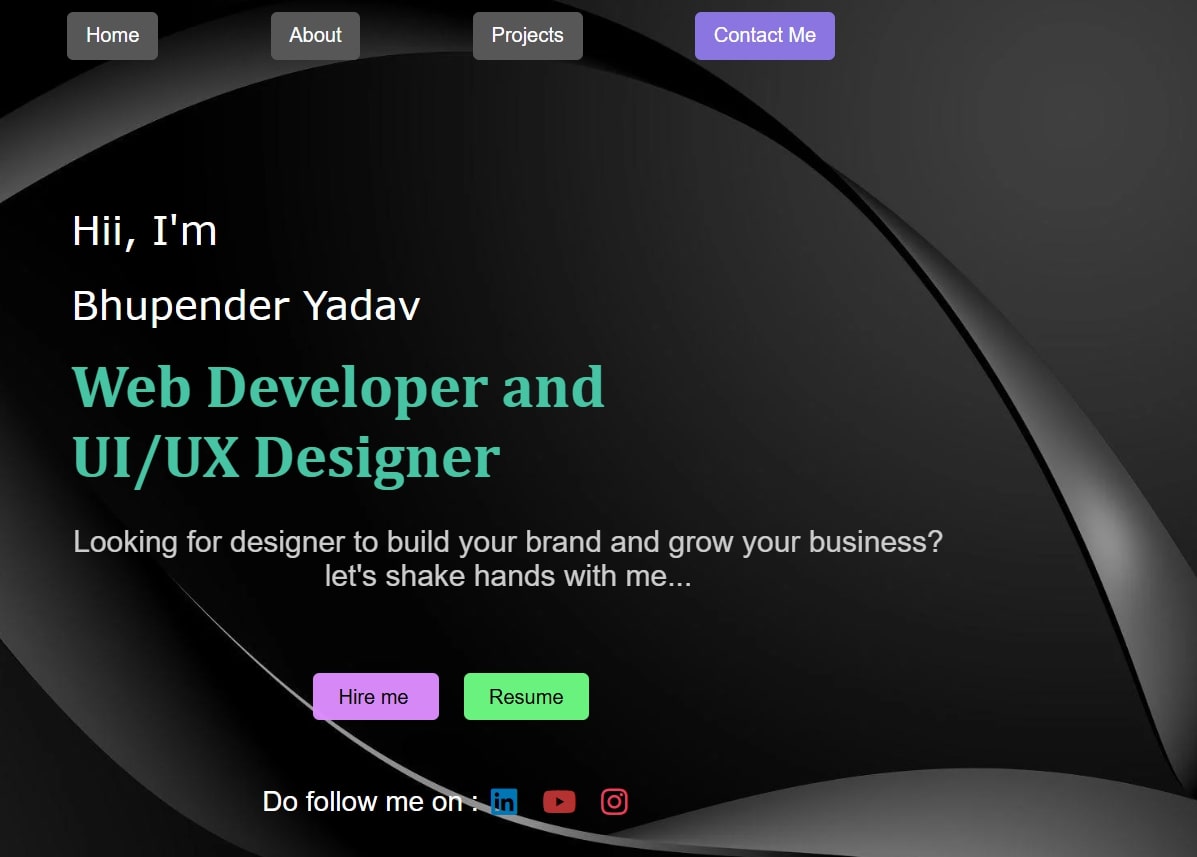 Home About Projects Contact Me
Hii, I'm
Bhupender Yadav
Web Developer and
UI/UX Designer
Looking for designer to build your brand and grow your business?
let's shake hands with me...
Hire me Resume
Do follow me on : in